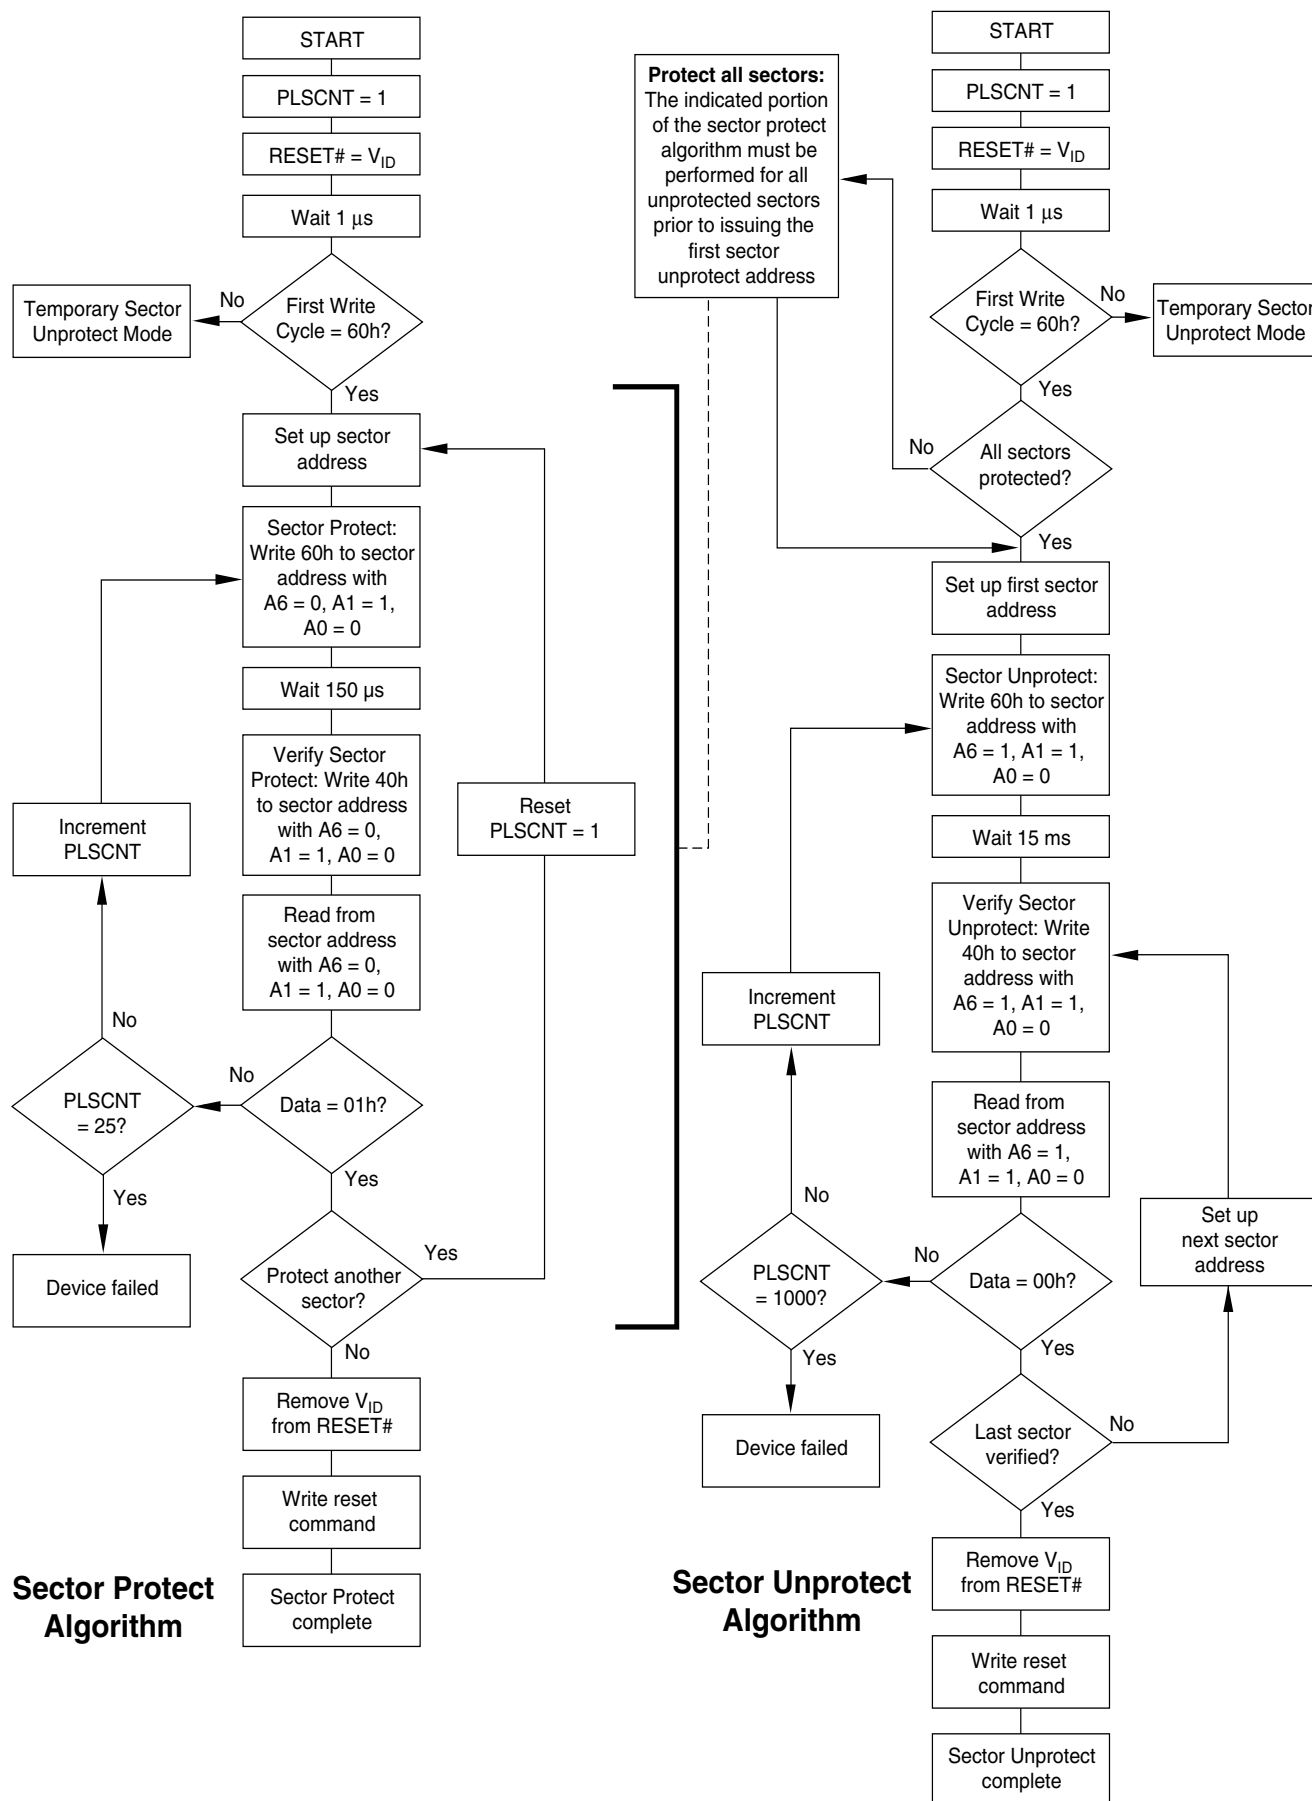 START
PLSCNT = 1
RESET# = VID
Wait 1 μs
First Write
Cycle = 60h?
No
Temporary Sector
Unprotect Mode
Yes
Set up sector
address
Sector Protect:
Write 60h to sector
address with
A6 = 0, A1 = 1,
A0 = 0
Wait 150 µs
Verify Sector
Protect: Write 40h
to sector address
with A6 = 0,
A1 = 1, A0 = 0
Read from
sector address
with A6 = 0,
A1 = 1, A0 = 0
Data = 01h?
No
PLSCNT
= 25?
No
Increment
PLSCNT
Yes
Device failed
Yes
Protect another
sector?
Yes
Reset
PLSCNT = 1
No
Remove VID
from RESET#
Write reset
command
Sector Protect
complete
Sector Protect
Algorithm
Protect all sectors:
The indicated portion
of the sector protect
algorithm must be
performed for all
unprotected sectors
prior to issuing the
first sector
unprotect address
START
PLSCNT = 1
RESET# = VID
Wait 1 μs
First Write
Cycle = 60h?
No
Temporary Sector
Unprotect Mode
Yes
All sectors
protected?
No
Yes
Set up first sector
address
Sector Unprotect:
Write 60h to sector
address with
A6 = 1, A1 = 1,
A0 = 0
Wait 15 ms
Verify Sector
Unprotect: Write
40h to sector
address with
A6 = 1, A1 = 1,
A0 = 0
Read from
sector address
with A6 = 1,
A1 = 1, A0 = 0
Data = 00h?
No
PLSCNT
= 1000?
No
Increment
PLSCNT
Yes
Device failed
Yes
Last sector
verified?
No
Set up
next sector
address
Yes
Remove VID
from RESET#
Write reset
command
Sector Unprotect
complete
Sector Unprotect
Algorithm